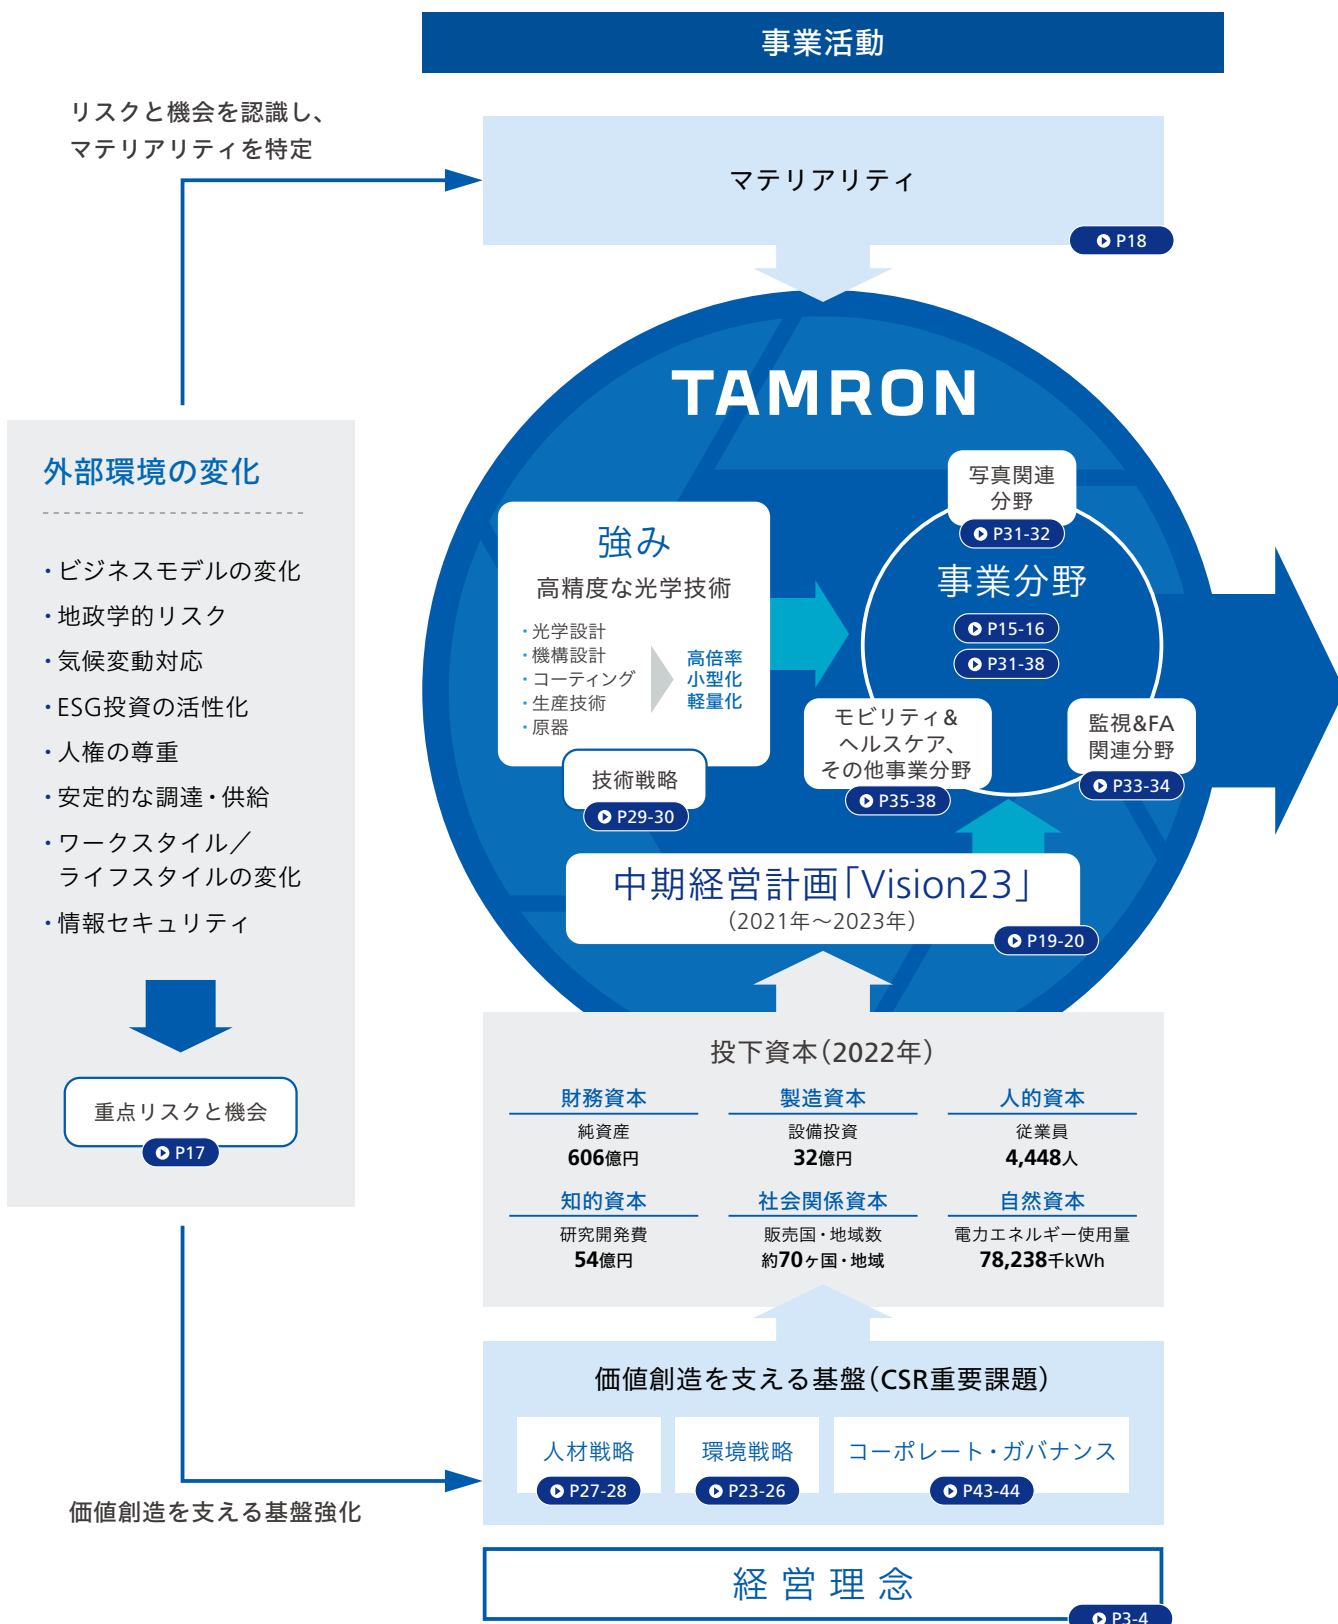 事業活動
リスクと機会を認識し、
マテリアリティを特定
マテリアリティ
P18
TAMRON
外部環境の変化
・ビジネスモデルの変化
・地政学的リスク
・気候変動対応
・ESG投資の活性化
・人権の尊重
・安定的な調達・供給
・ワークスタイル／
ライフスタイルの変化
・情報セキュリティ
重点リスクと機会
P17
強み
高精度な光学技術
・光学設計
・機構設計
・コーティング
・生産技術
・原器
高倍率
小型化
軽量化
技術戦略
P29-30
写真関連
分野
P31-32
事業分野
P15-16
P31-38
モビリティ&
ヘルスケア、
その他事業分野
P35-38
監視&FA
関連分野
P33-34
中期経営計画「Vision23」
（2021年～2023年）
P19-20
投下資本（2022年）
財務資本
純資産
606億円
製造資本
設備投資
32億円
人的資本
従業員
4,448人
知的資本
研究開発費
54億円
社会関係資本
販売国・地域数
約70ヶ国・地域
自然資本
電力エネルギー使用量
78,238千kWh
価値創造を支える基盤（CSR重要課題）
人材戦略
P27-28
環境戦略
P23-26
コーポレート・ガバナンス
P43-44
価値創造を支える基盤強化
経営理念
P3-4